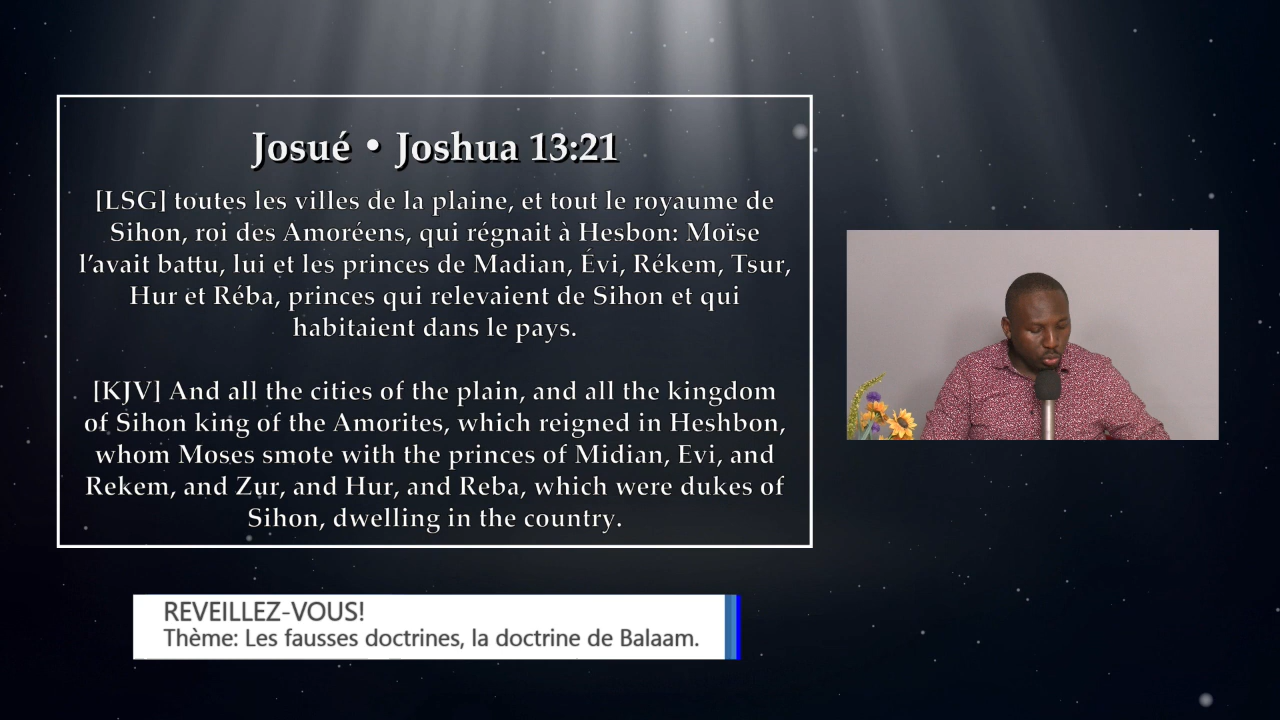 Josué • Joshua 13:21
[LSG] toutes les villes de la plaine, et tout le royaume de
Sihon, roi des Amoréens, qui régnait à Hesbon: Moïse
l’avait battu, lui et les princes de Madian, Évi, Rékem, Tsur,
Hur et Réba, princes qui relevaient de Sihon et qui
habitaient dans le pays.
[KJV] And all the cities of the plain, and all the kingdom
of Sihon king of the Amorites, which reigned in Heshbon,
whom Moses smote with the princes of Midian, Evi, and
Rekem, and Zur, and Hur, and Reba, which were dukes of
Sihon, dwelling in the country.
REVEILLEZ-VOUS!
Thème: Les fausses doctrines, la doctrine de Balaam.